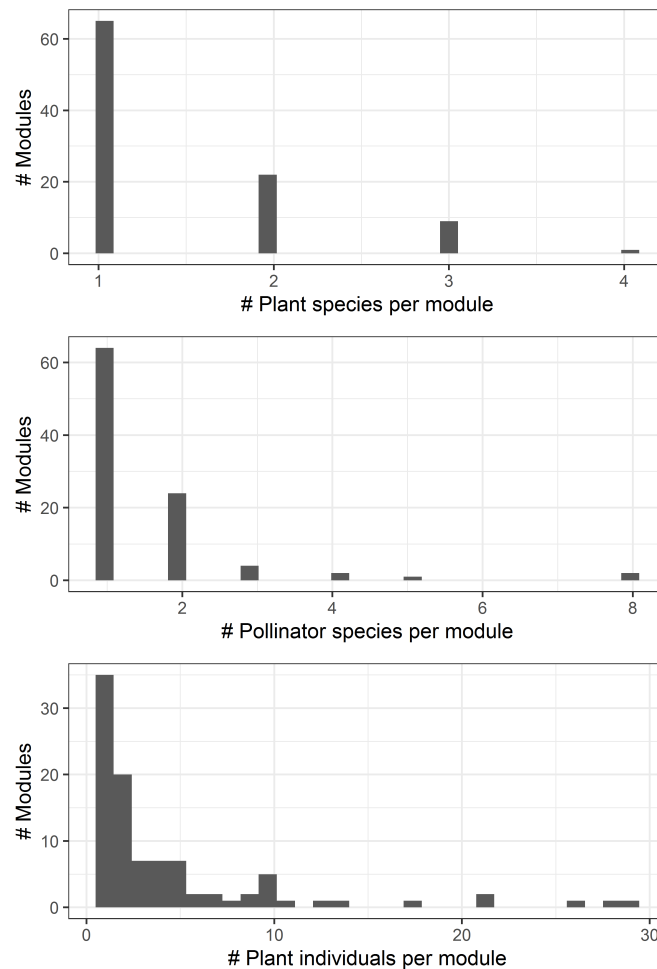 # Modules
60
40
20
0
1 2 3 4
# Plant species per module
# Modules
60
40
20
0
2 4 6 8
# Pollinator species per module
# Modules
30
20
10
0
0 10 20 30
# Plant individuals per module